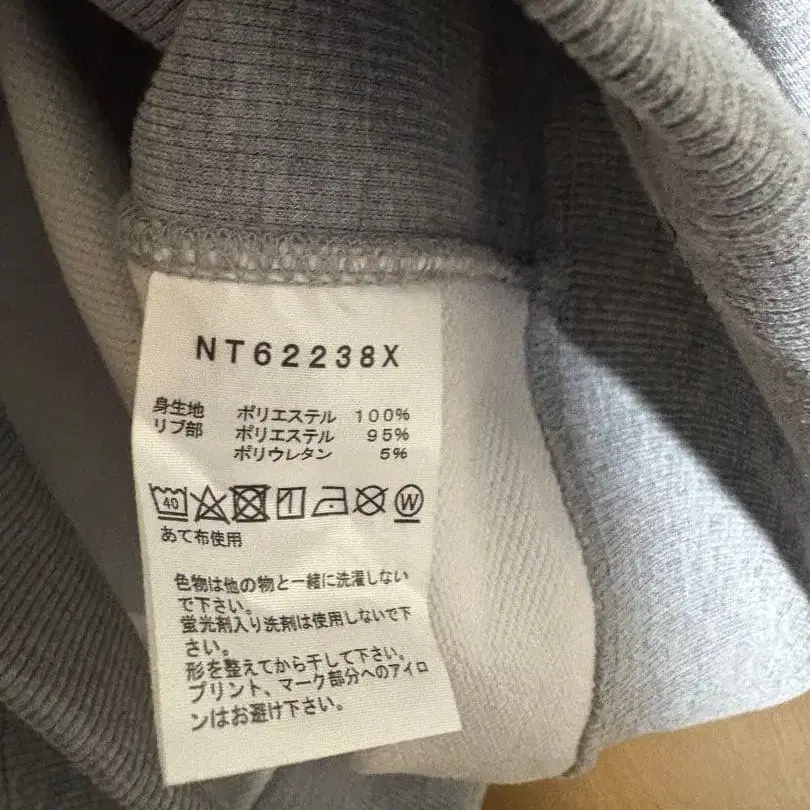 NT62238X
身生地 ポリエステル 100%
リブ部 ポリエステル 95%
ポリウレタン 5%
40 W
あて布使用
色物は他の物と一緒に洗濯しない
で下さい。
蛍光剤入り洗剤は使用しないで下
さい。
形を整えてから干して下さい。
プリント、マーク部分へのアイロ
ンはお避け下さい。